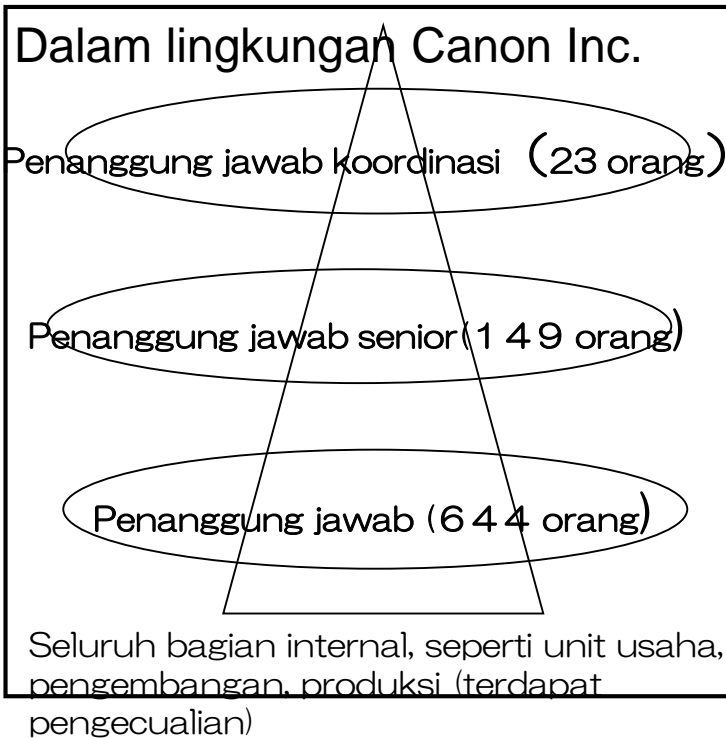 Dalam lingkungan Canon Inc.
Penanggung jawab koordinasi （23 orang）
Penanggung jawab senior(１４９ orang)
Penanggung jawab (６４４ orang)
Seluruh bagian internal, seperti unit usaha,
pengembangan, produksi (terdapat
pengecualian)